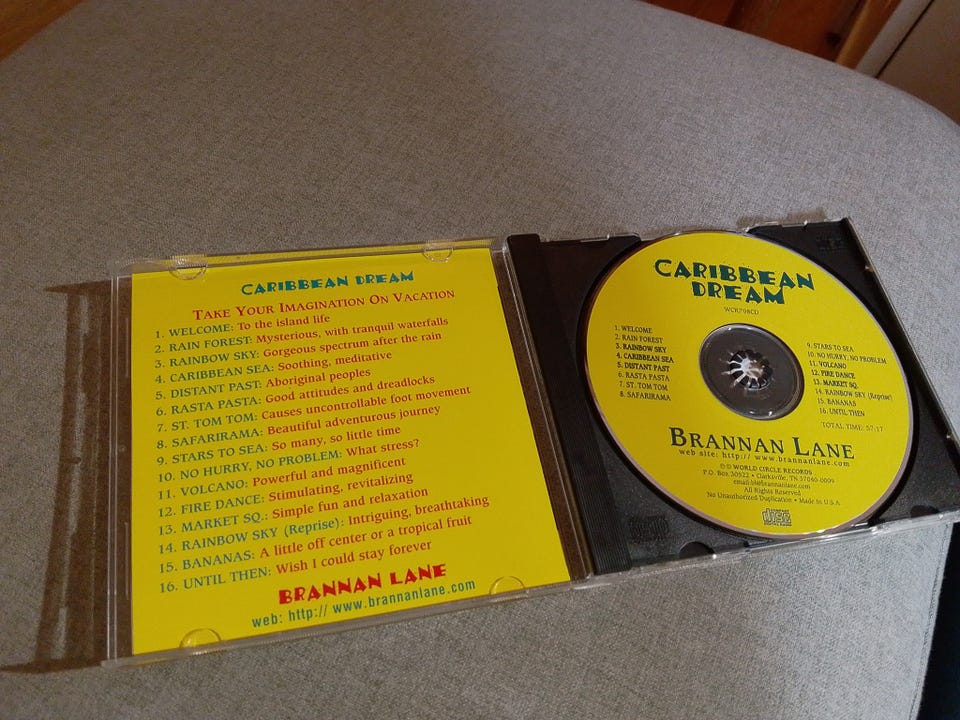 CARIBBEAN DREAM
TAKE YOUR IMAGINATION ON VACATION
1. WELCOME: To the island life
2. RAIN FOREST: Mysterious, with tranquil waterfalls
3. RAINBOW SKY: Gorgeous spectrum after the rain
4. CARIBBEAN SEA: Soothing, meditative
5. DISTANT PAST: Aboriginal peoples
6. RASTA PASTA: Good attitudes and dreadlocks
7. ST. TOM TOM: Causes uncontrollable foot movement
8. SAFARIRAMA: Beautiful adventurous journey
9. STARS TO SEA: So many, so little time
10. NO HURRY, NO PROBLEM: What stress?
11. VOLCANO: Powerful and magnificent
12. FIRE DANCE: Stimulating, revitalizing
13. MARKET SQ.: Simple fun and relaxation
14. RAINBOW SKY (Reprise): Intriguing, breathtaking
15. BANANAS: A little off center or a tropical fruit
16. UNTIL THEN: Wish I could stay forever
BRANNAN LANE
web: http:// www.brannanlane.com
CARIBBEAN
DREAM
WCR798CD
1. WELCOME
2. RAIN FOREST
3. RAINBOW SKY
4. CARIBBEAN SEA
5. DISTANT PAST
6. RASTA PASTA
7. ST. TOM TOM
8. SAFARIRAMA
9. STARS TO SEA
10. NO HURRY, NO PROBLEM
11. VOLCANO
12. FIRE DANCE
13. MARKET SQ.
14. RAINBOW SKY (Reprise)
15. BANANAS
16. UNTIL THEN
TOTAL TIME: 57:17
BRANNAN LANE
web site: http:// www.brannanlane.com
© ℗ WORLD CIRCLE RECORDS
P.O. Box 30522 • Clarksville, TN 37040-0009
All Rights Reserved
No Unauthorized Duplication • Made in U.S.A.
COMPACT
disc
DIGITAL AUDIO